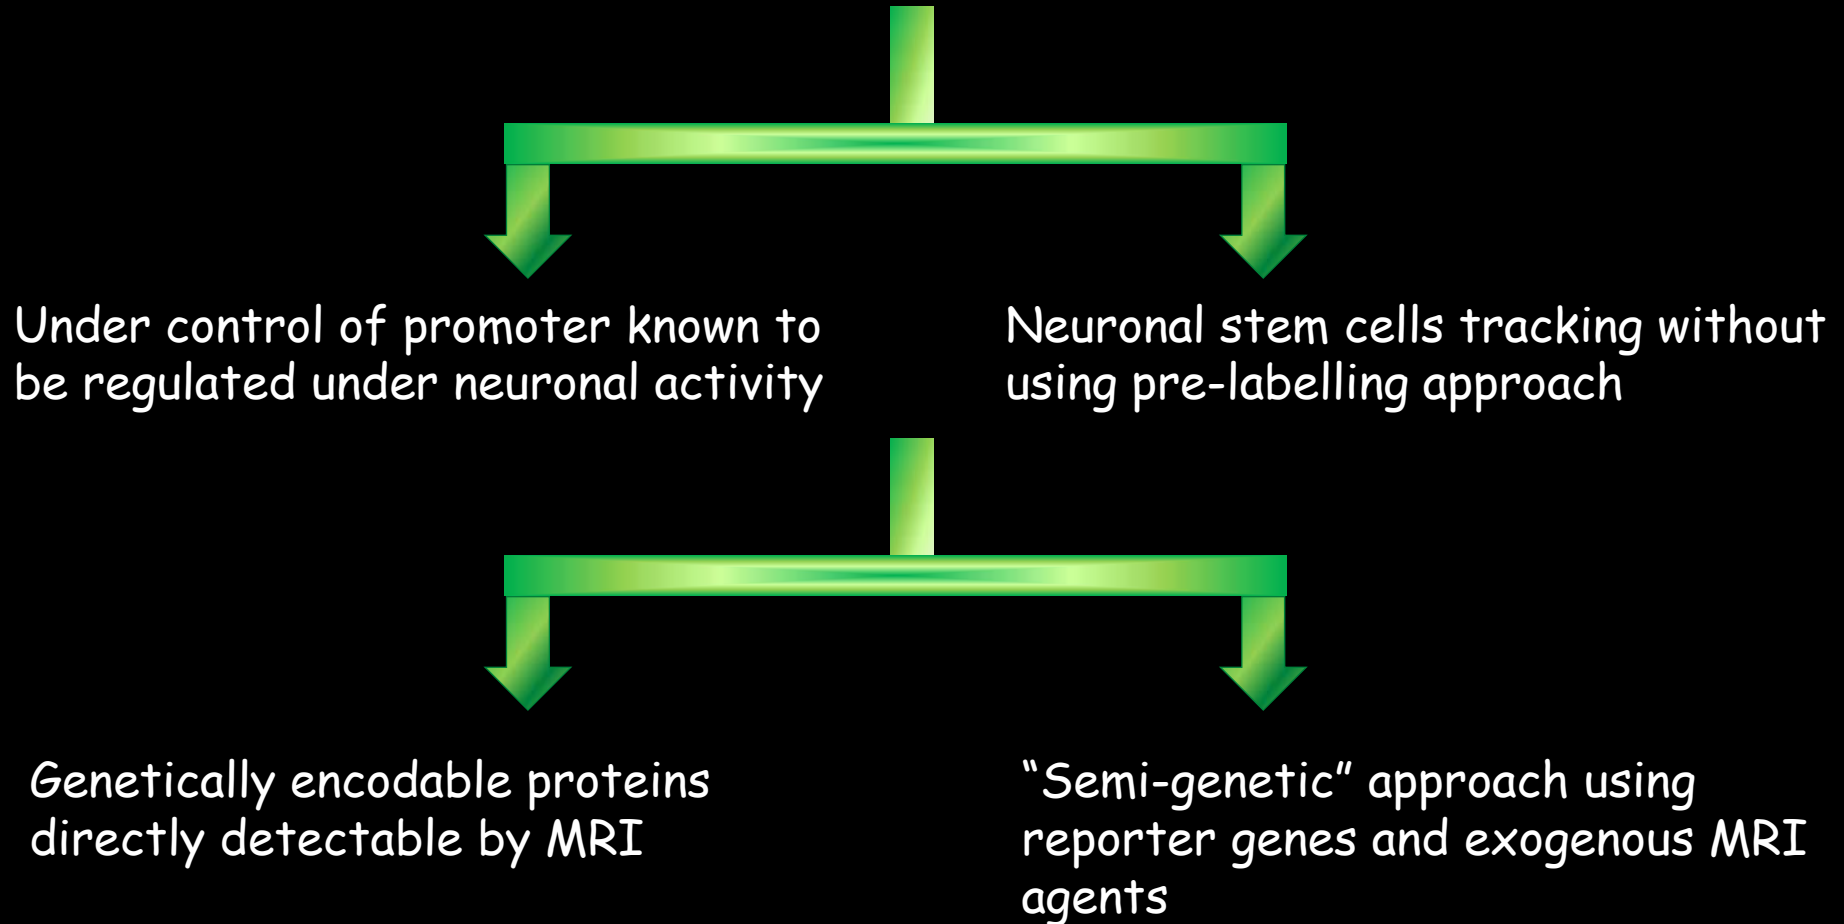 Under control of promoter known to
be regulated under neuronal activity
Neuronal stem cells tracking without
using pre-labelling approach
Genetically encodable proteins
directly detectable by MRI
“Semi-genetic” approach using
reporter genes and exogenous MRI
agents